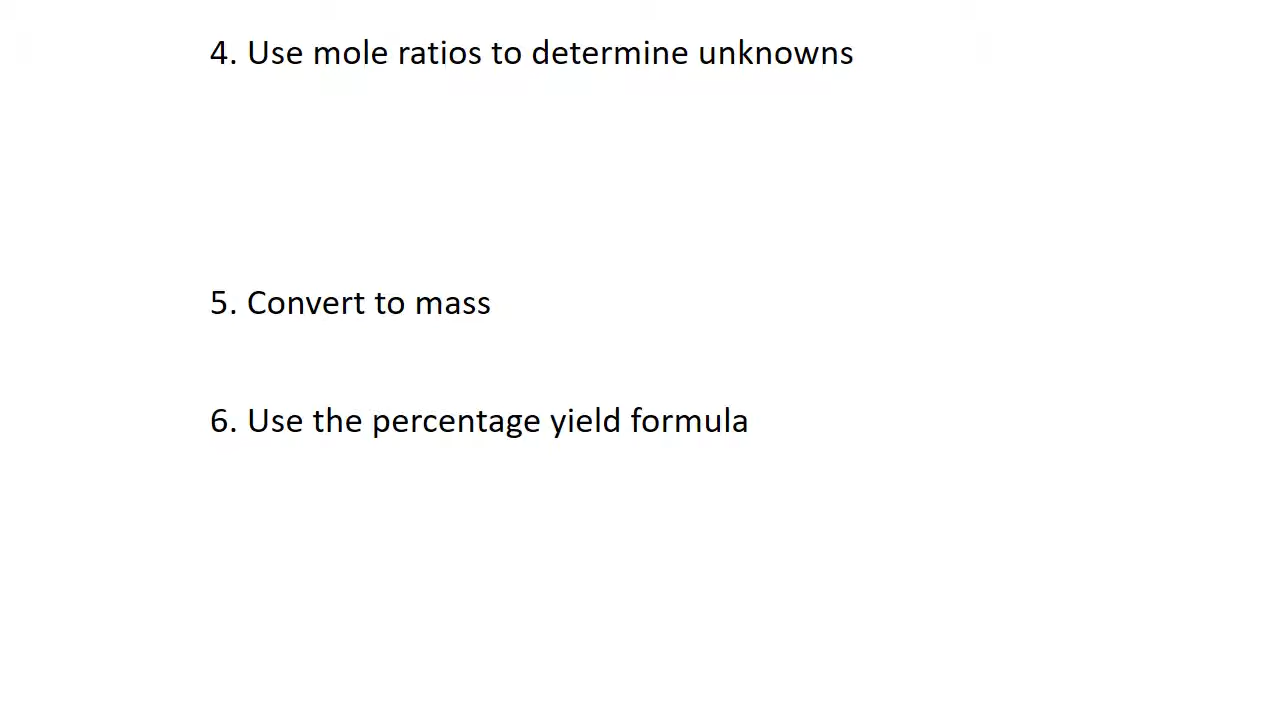 4. Use mole ratios to determine unknowns
5. Convert to mass
6. Use the percentage yield formula